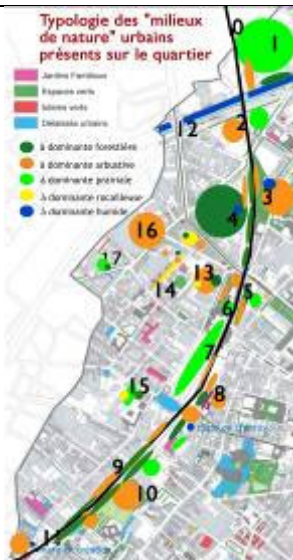 Typologie des "milieux
de nature" urbains
présents sur le quartier
Jardins Familiaux
Espaces verts
Délaissés urbains
à dominante forestière
à dominante arbustive
à dominante prairiale
à dominante rocailleuse
à dominante humide
0
1
2
12
3
4
16
17
13
14
5
6
7
15
8
9
10
11